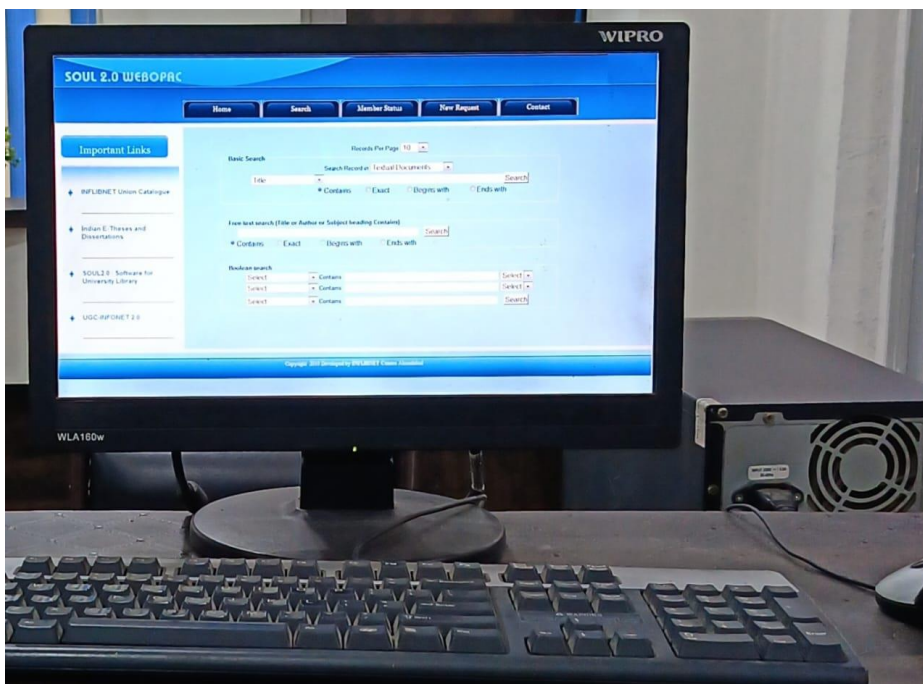 WIPRO
SOUL 2.0 WEBOPAC
Home Search Member Status New Request Contact
Important Links
INFLIBNET Union Catalogue
Indian E-Theses and
Dissertations
SOUL2.0 : Software for
University Library
UGC-INFONET 2.0
Records Per Page 10
Basic Search
Search Record in Textual Documents
Title Search
Contains Exact Begins with Ends with
Free text search (Title or Author or Subject heading Contains)
Search
Contains Exact Begins with Ends with
Boolean search
Select Contains Select
Select Contains Select
Select Contains Search
WLA160w